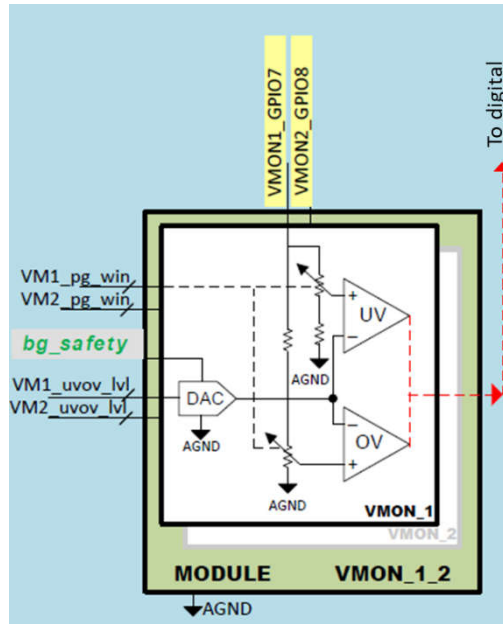 VMON1_GPIO7
VMON2_GPIO8
To digital
VM1_pg_win
VM2_pg_win
bg_safety
VM1_uvov_lvl
VM2_uvov_lvl
+
UV
−
AGND
DAC
AGND
−
OV
+
AGND
VMON_1
VMON_2
MODULE VMON_1_2
AGND